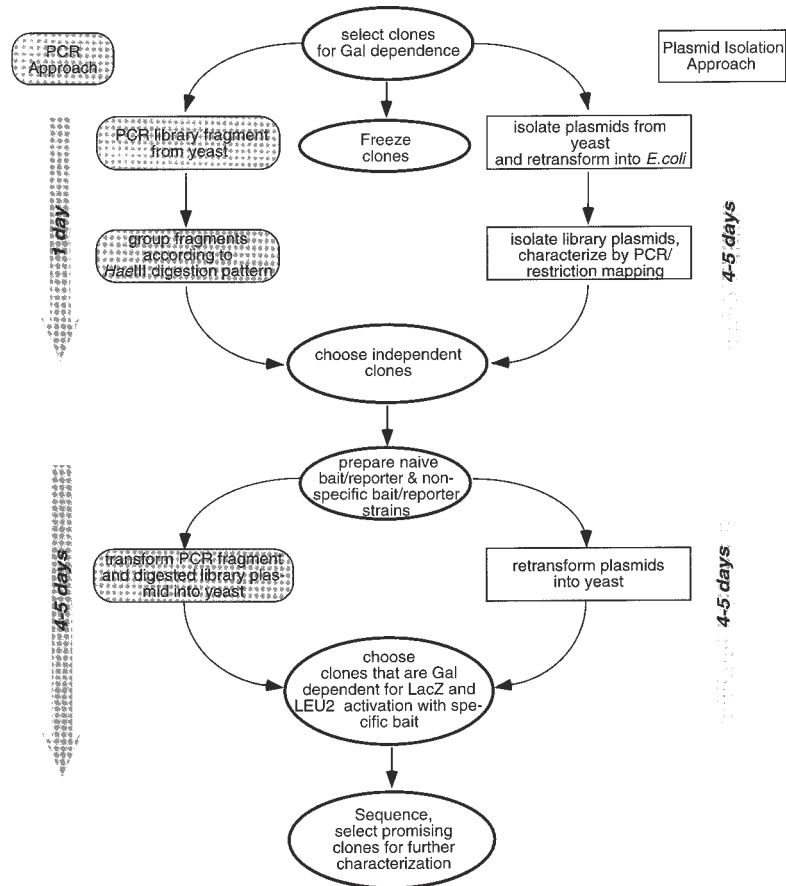 select clones
for Gal dependence
PCR
Approach
Plasmid Isolation
Approach
PCR library fragment
from yeast
Freeze
clones
isolate plasmids from
yeast
and retransform into E.coli
1 day
group fragments
according to
HaeIII digestion pattern
isolate library plasmids,
characterize by PCR/
restriction mapping
4-5 days
choose independent
clones
prepare naive
bait/reporter & non-
specific bait/reporter
strains
4-5 days
transform PCR fragment
and digested library plas-
mid into yeast
retransform plasmids
into yeast
4-5 days
choose
clones that are Gal
dependent for LacZ and
LEU2 activation with spe-
cific bait
Sequence,
select promising
clones for further
characterization